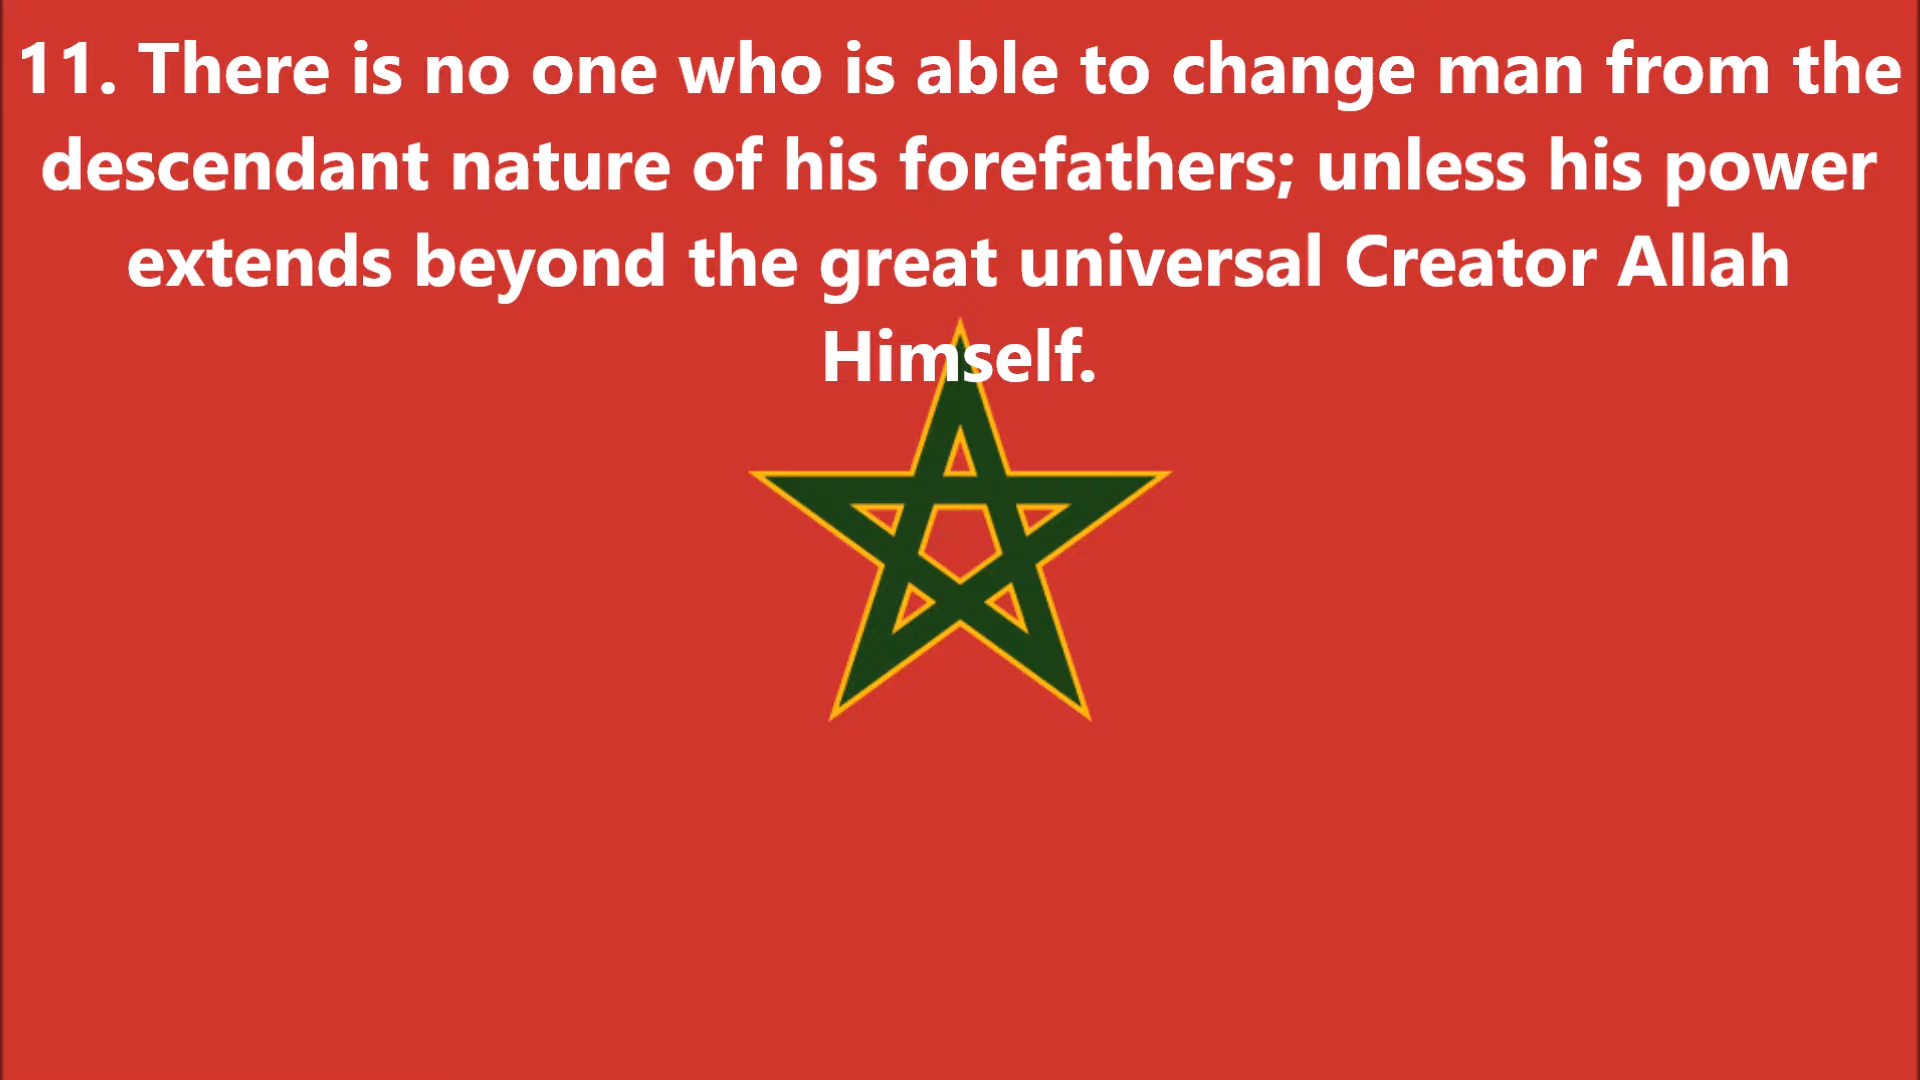 11. There is no one who is able to change man from the
descendant nature of his forefathers; unless his power
extends beyond the great universal Creator Allah
Himself.